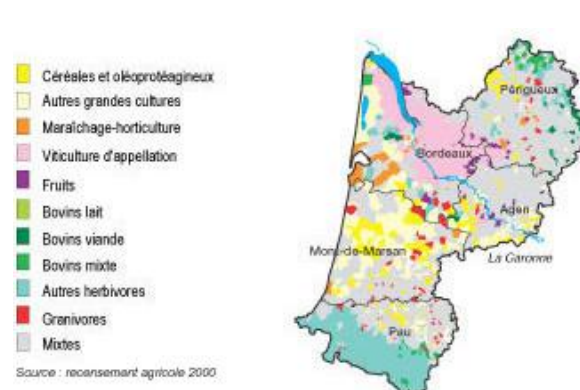 Céréales et oléoprotéagineux
Autres grandes cultures
Maraîchage-horticulture
Viticulture d'appellation
Fruits
Bovins lait
Bovins viande
Bovins mixte
Autres herbivores
Granivores
Mixtes
Source : recensement agricole 2000
Périgueux
Bordeaux
Agen
Mont-de-Marsan
La Garonne
Pau